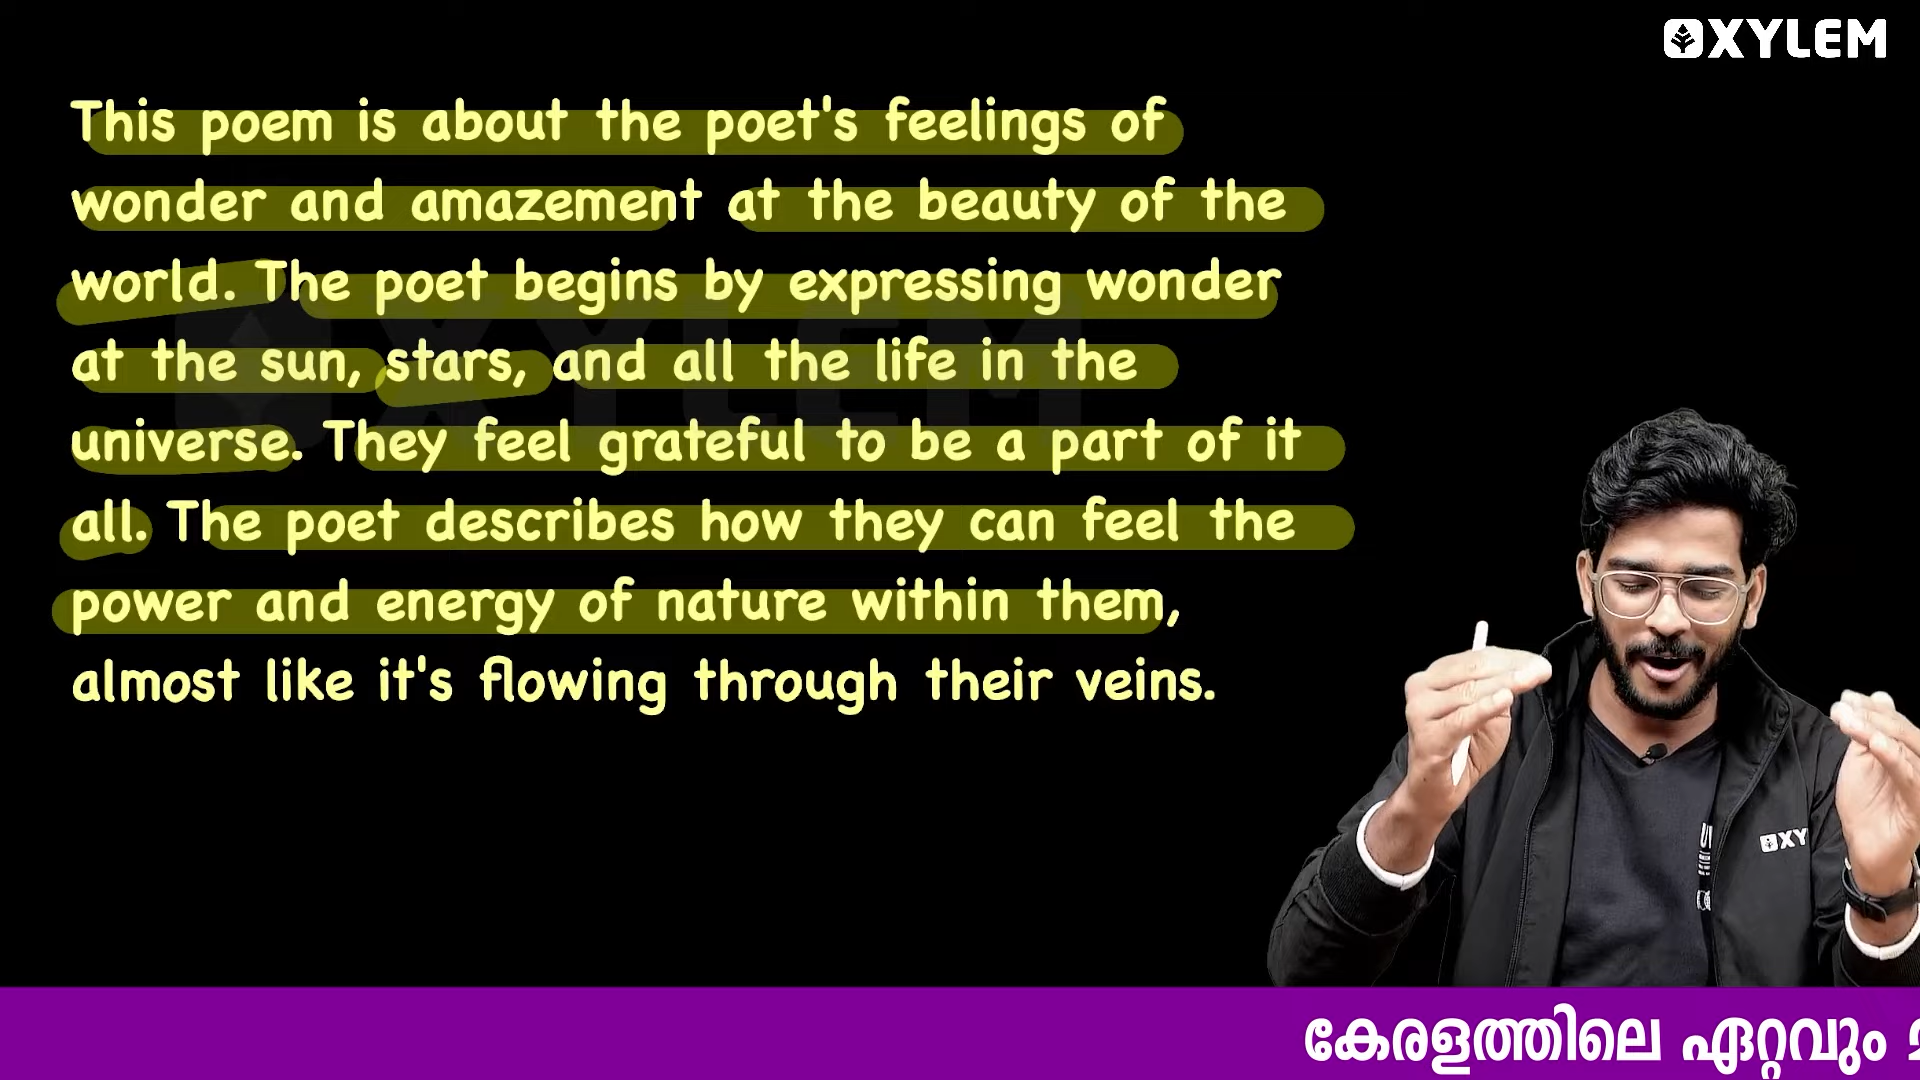 XYLEM
This poem is about the poet's feelings of
wonder and amazement at the beauty of the
world. The poet begins by expressing wonder
at the sun, stars, and all the life in the
universe. They feel grateful to be a part of it
all. The poet describes how they can feel the
power and energy of nature within them,
almost like it's flowing through their veins.
XY
കേരളത്തിലെ ഏറ്റവും